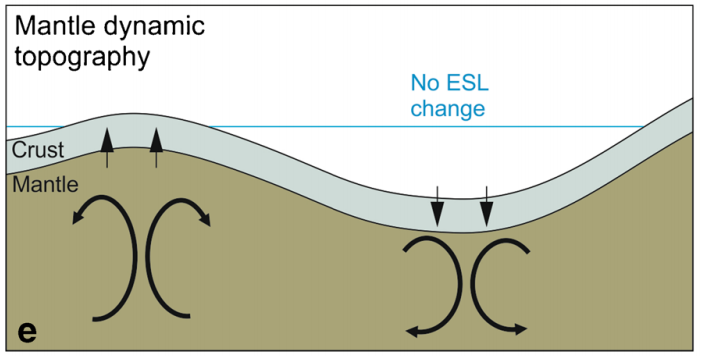 Mantle dynamic
topography
No ESL
change
Crust
Mantle
e